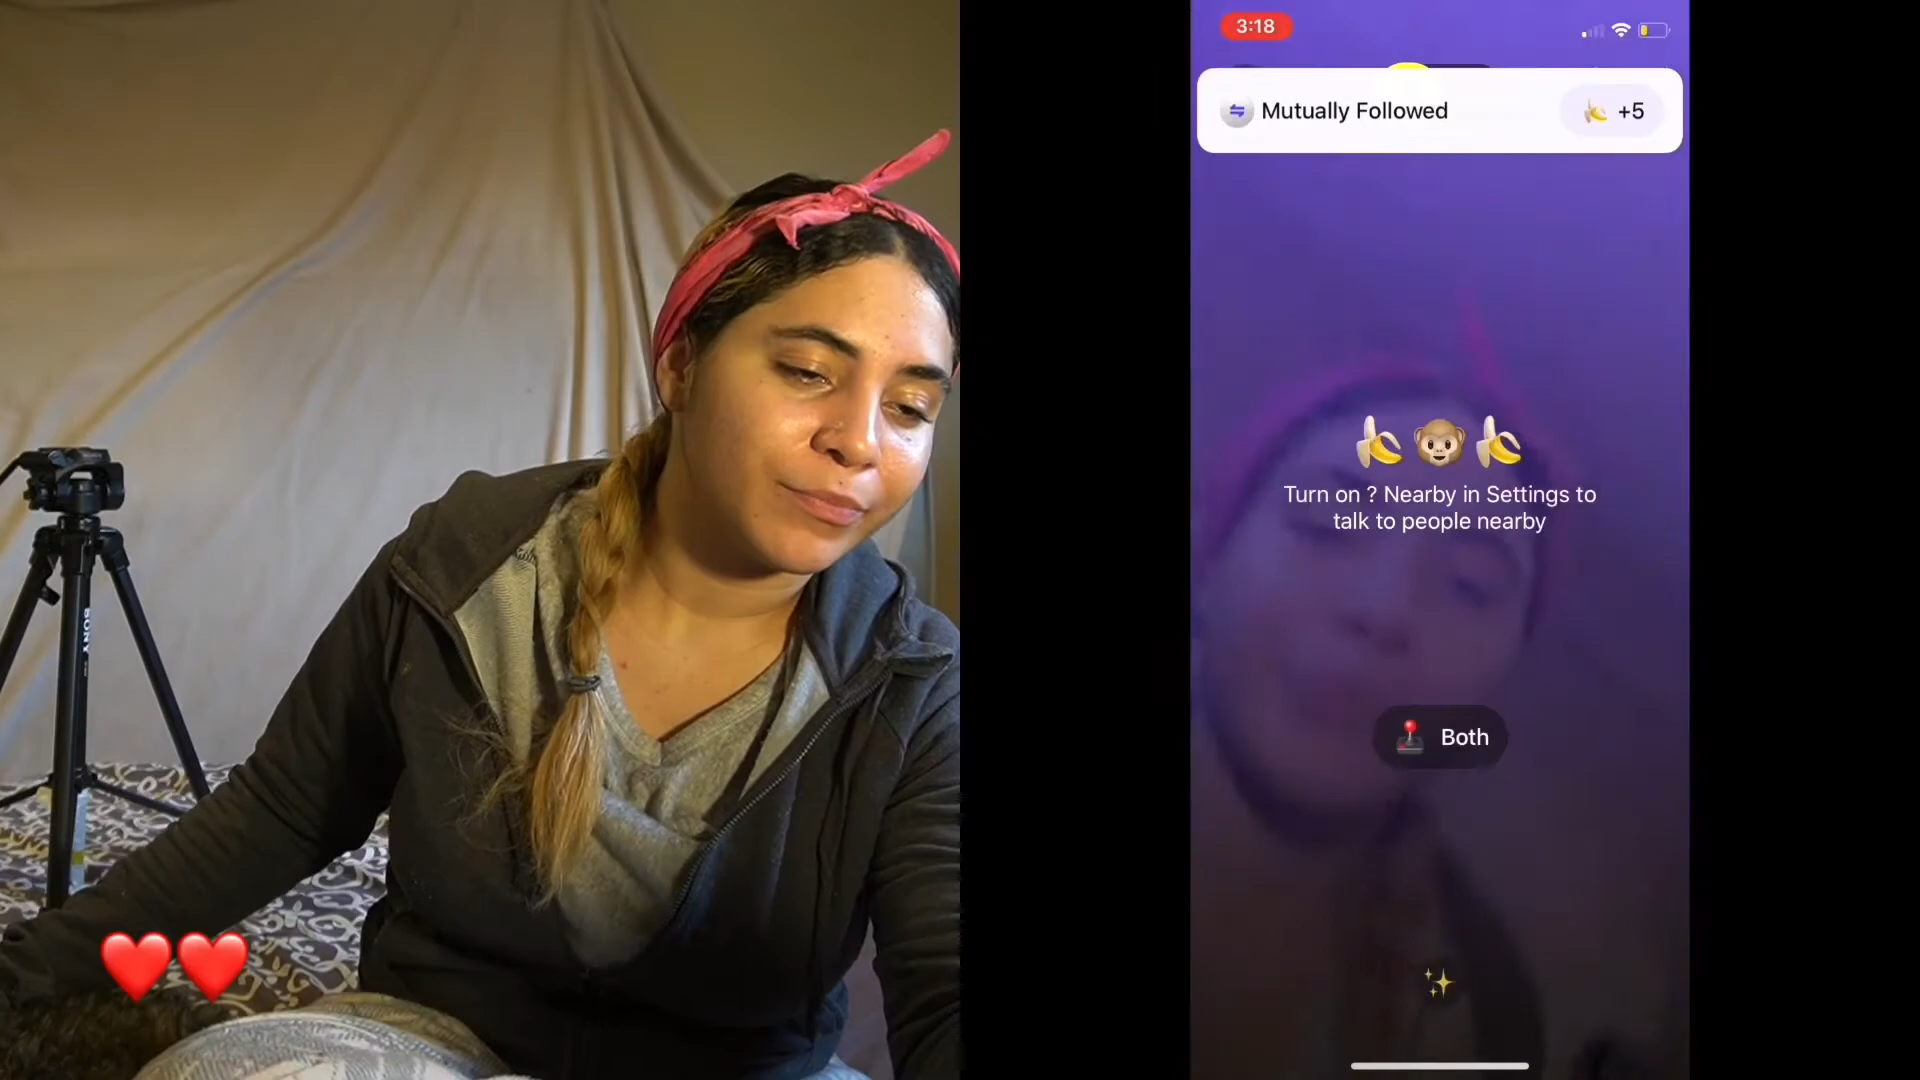 3:18
Mutually Followed
+5
Turn on ? Nearby in Settings to
talk to people nearby
Both
SONY